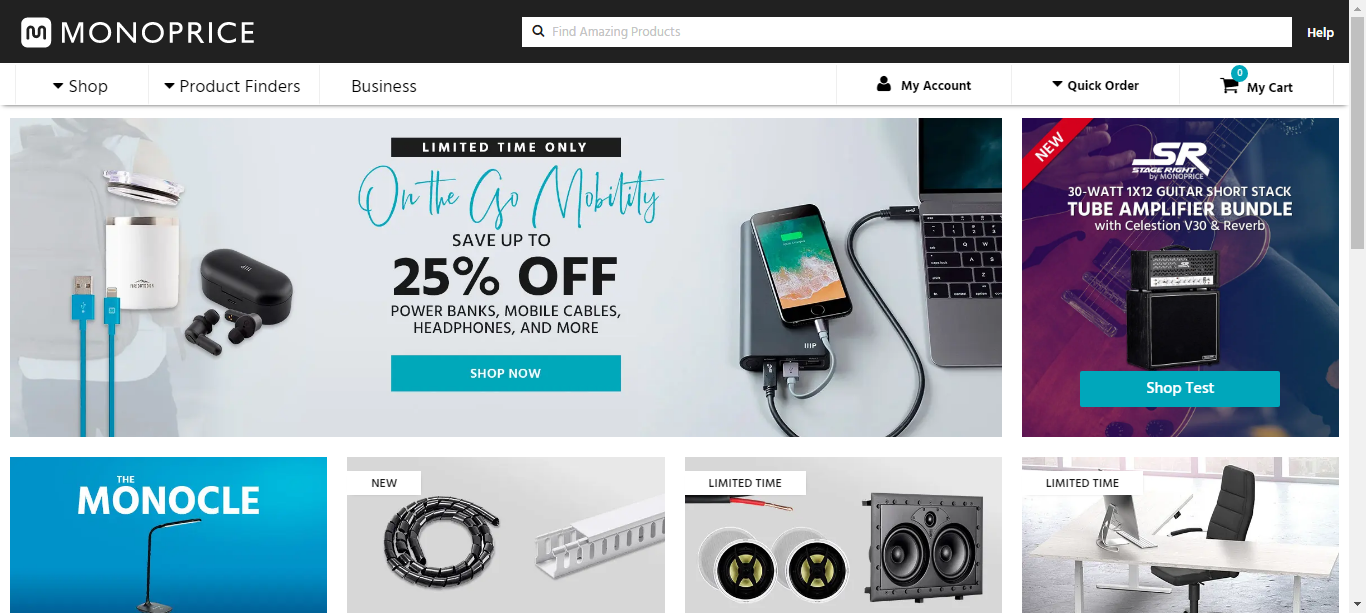 MONOPRICE
Find Amazing Products
Help
Shop
Product Finders
Business
My Account
Quick Order
0
My Cart
LIMITED TIME ONLY
On the Go Mobility
SAVE UP TO
25% OFF
POWER BANKS, MOBILE CABLES,
HEADPHONES, AND MORE
SHOP NOW
NEW
SR
STAGE RIGHT
by MONOPRICE
30-WATT 1X12 GUITAR SHORT STACK
TUBE AMPLIFIER BUNDLE
with Celestion V30 & Reverb
Shop Test
THE
MONOCLE
NEW
LIMITED TIME
LIMITED TIME